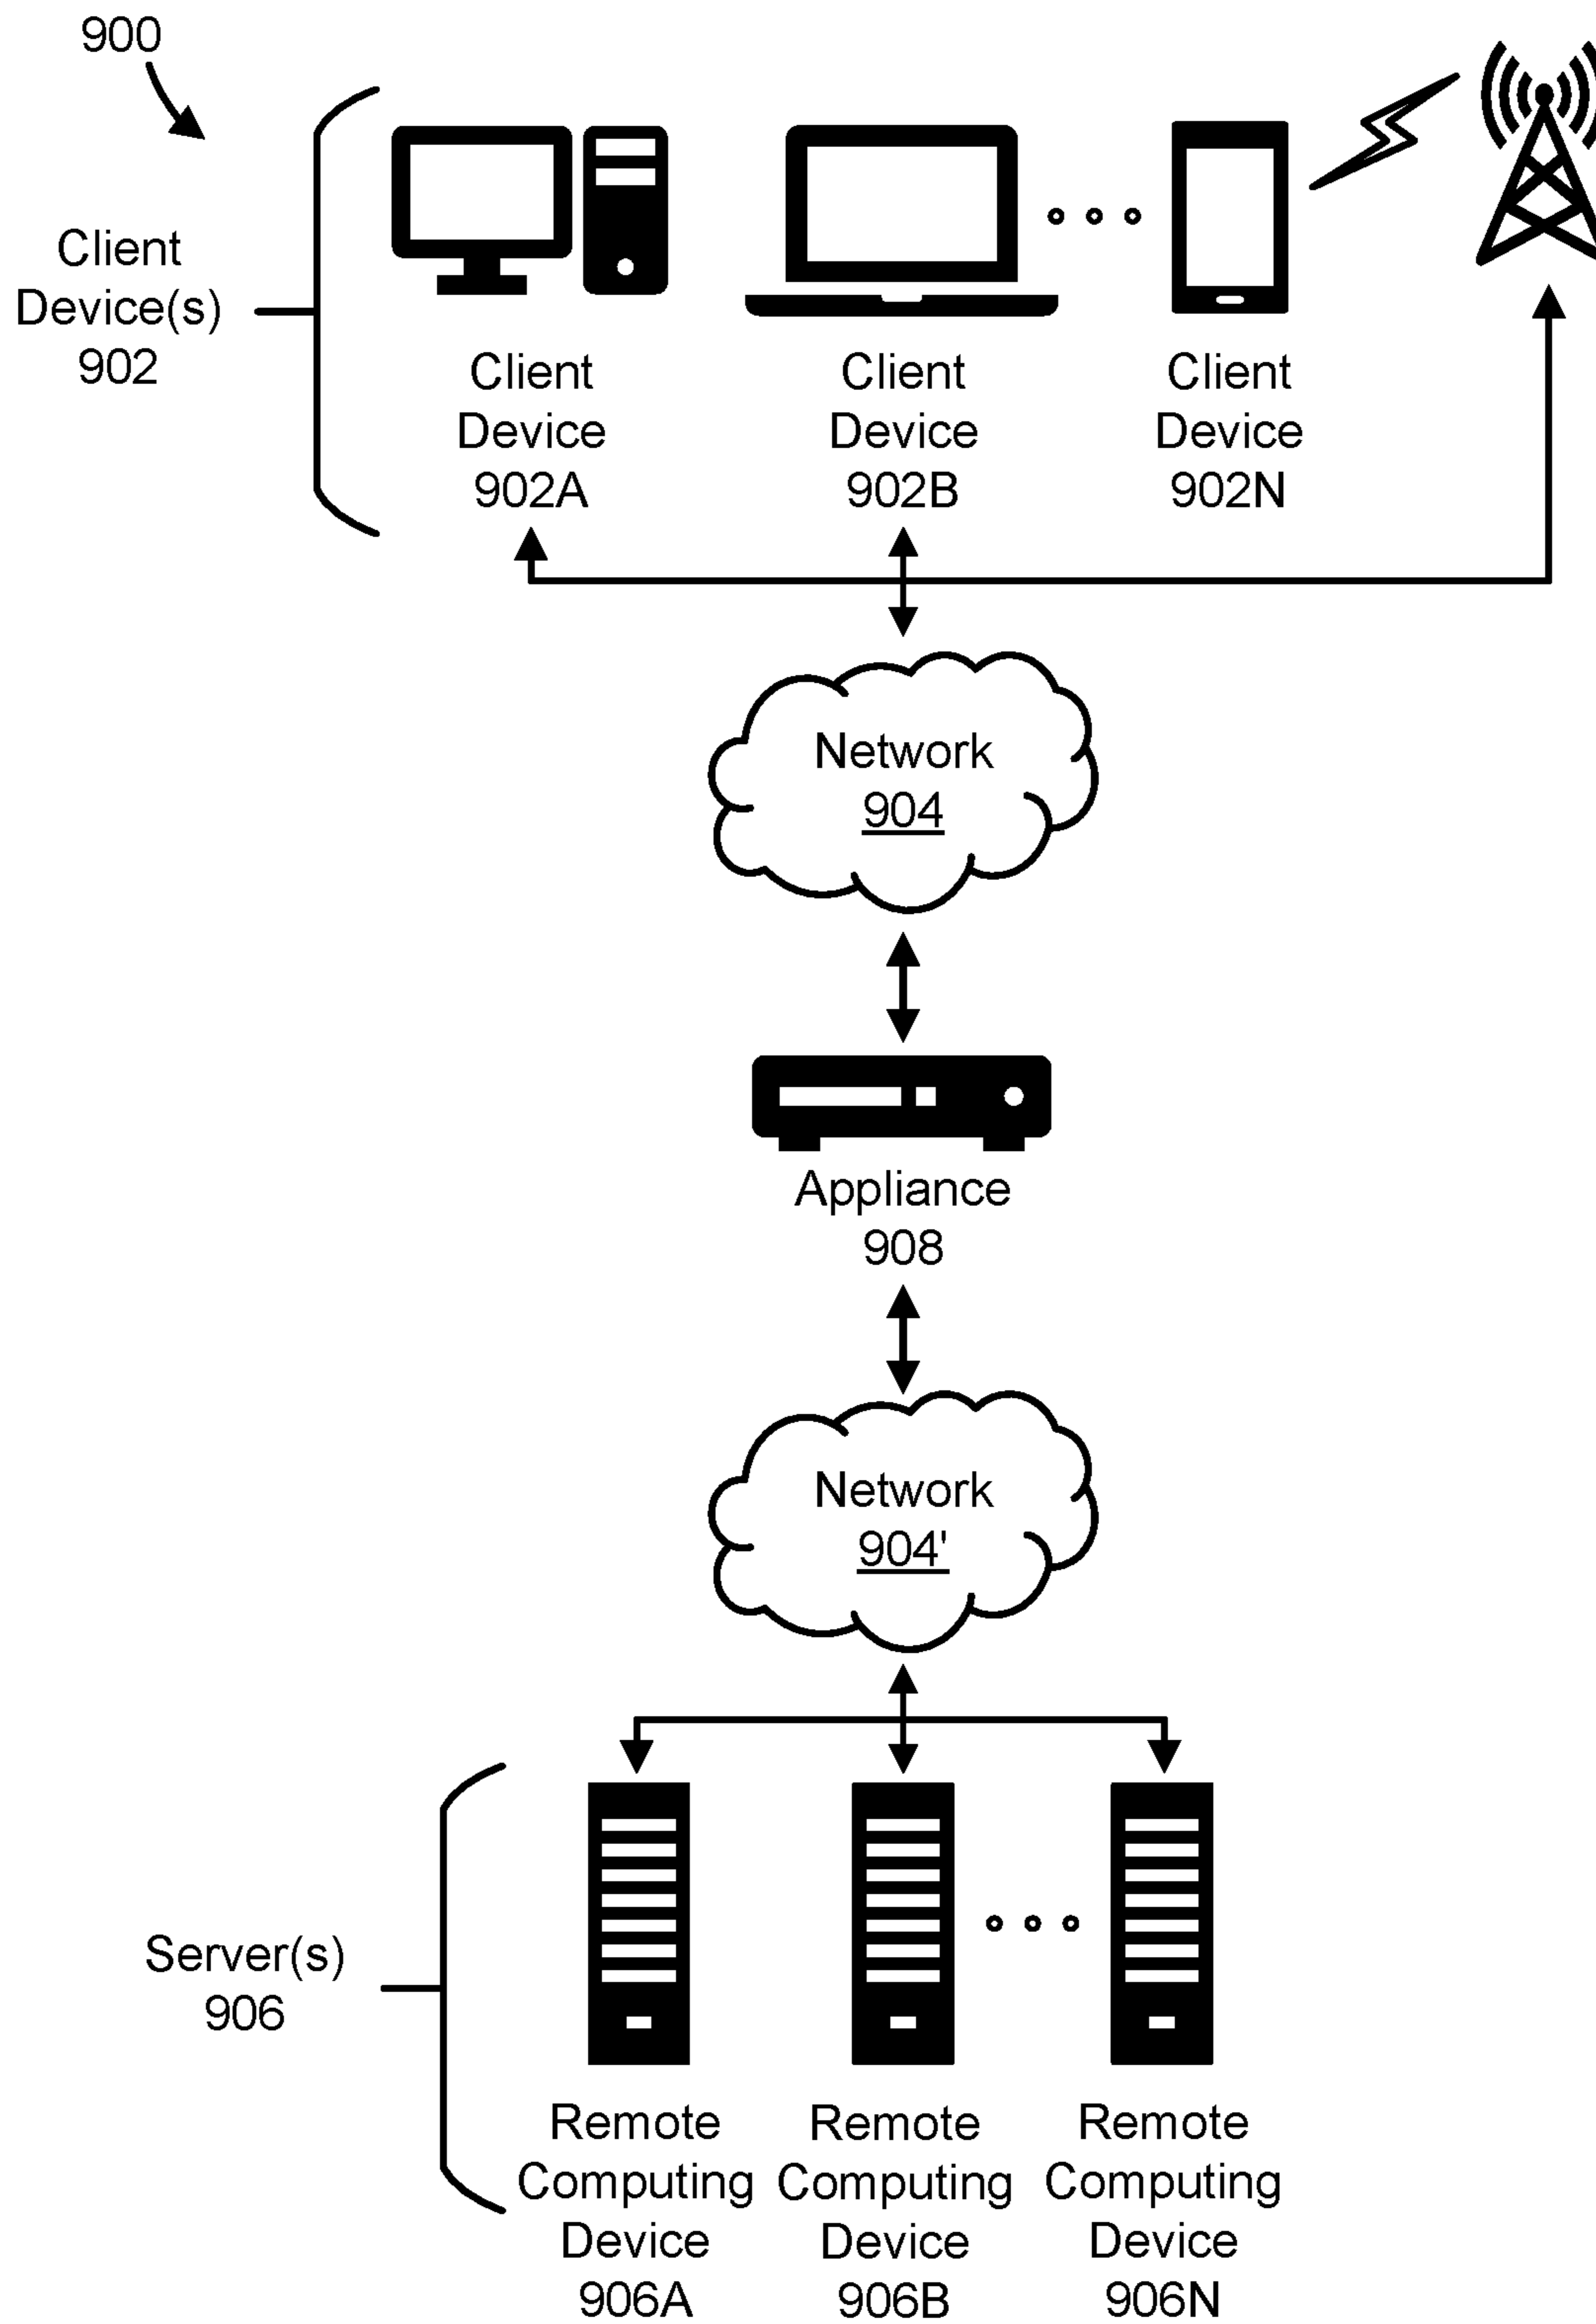 900
Client
Device(s)
902
Client
Device
902A
Client
Device
902B
Client
Device
902N
Network
904
Appliance
908
Network
904'
Server(s)
906
Remote
Computing
Device
906A
Remote
Computing
Device
906B
Remote
Computing
Device
906N